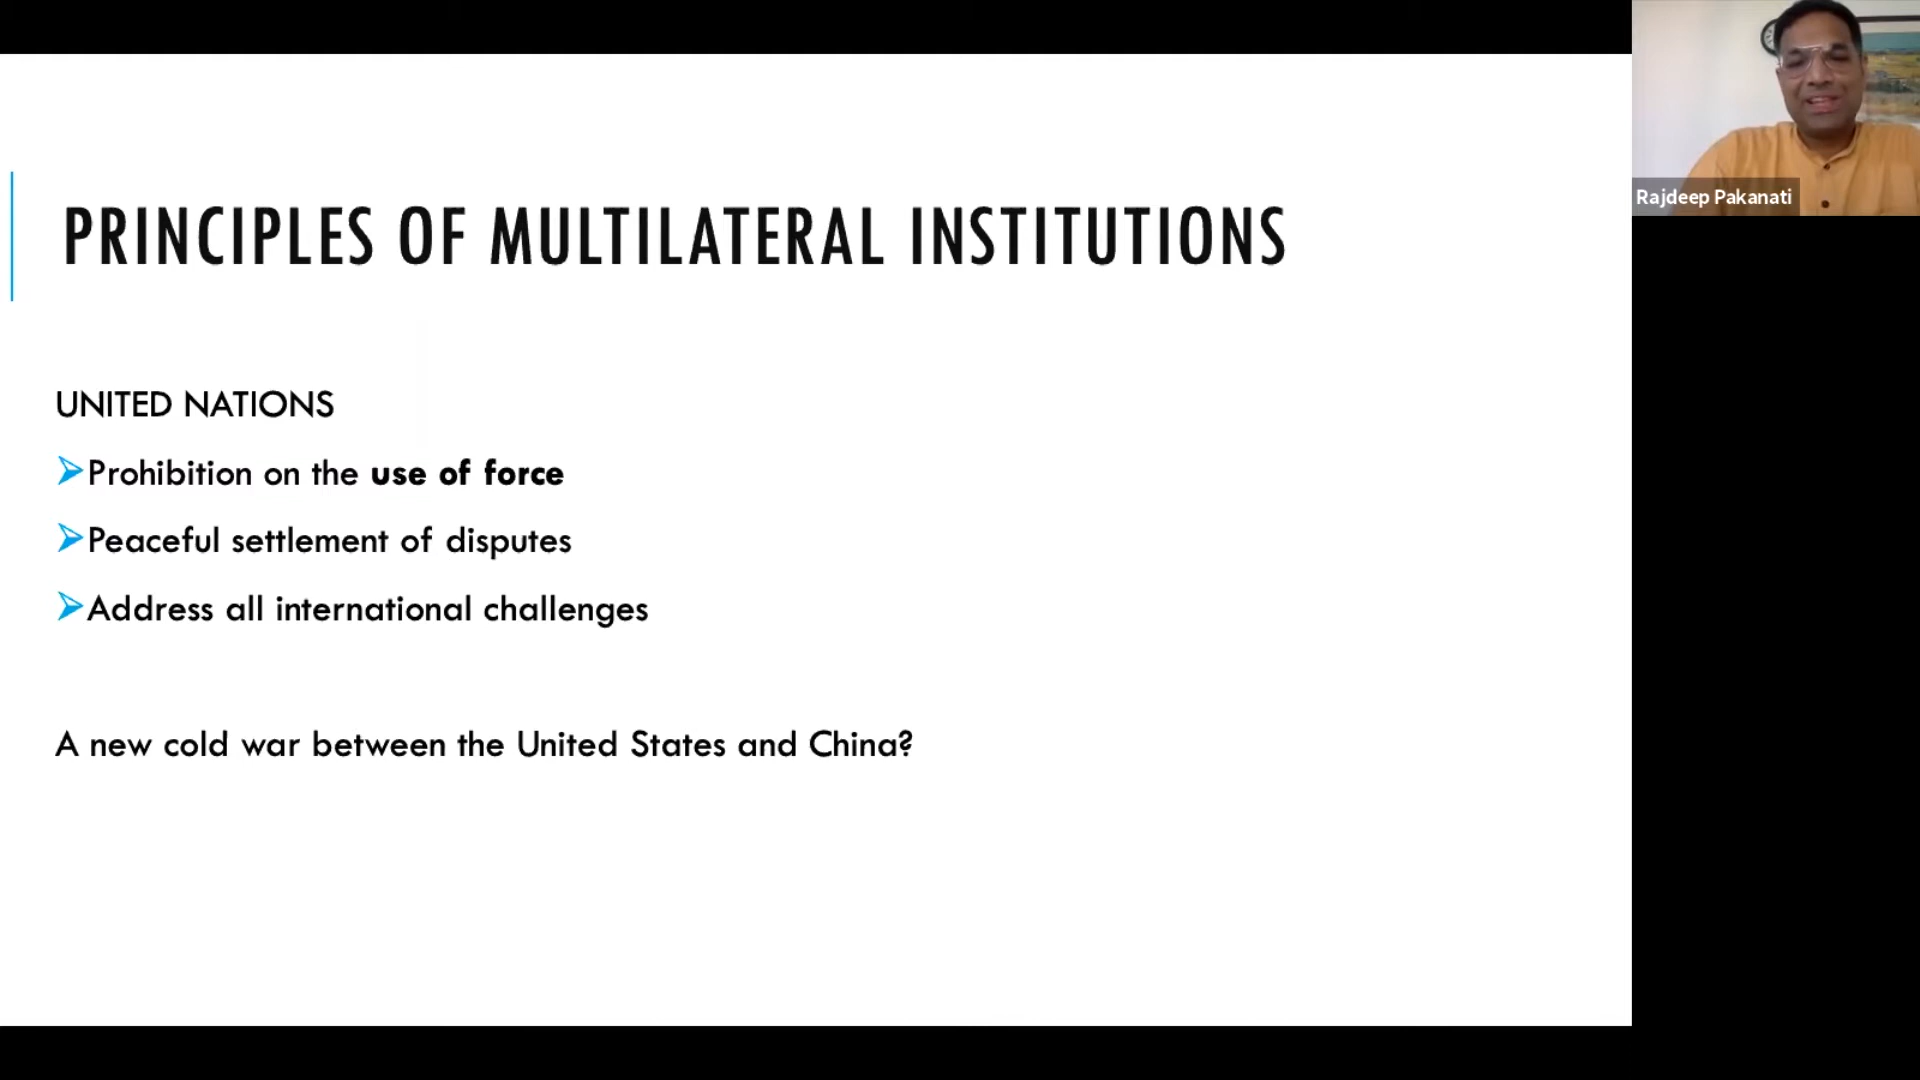 PRINCIPLES OF MULTILATERAL INSTITUTIONS
UNITED NATIONS
Prohibition on the use of force
Peaceful settlement of disputes
Address all international challenges
A new cold war between the United States and China?
Rajdeep Pakanati